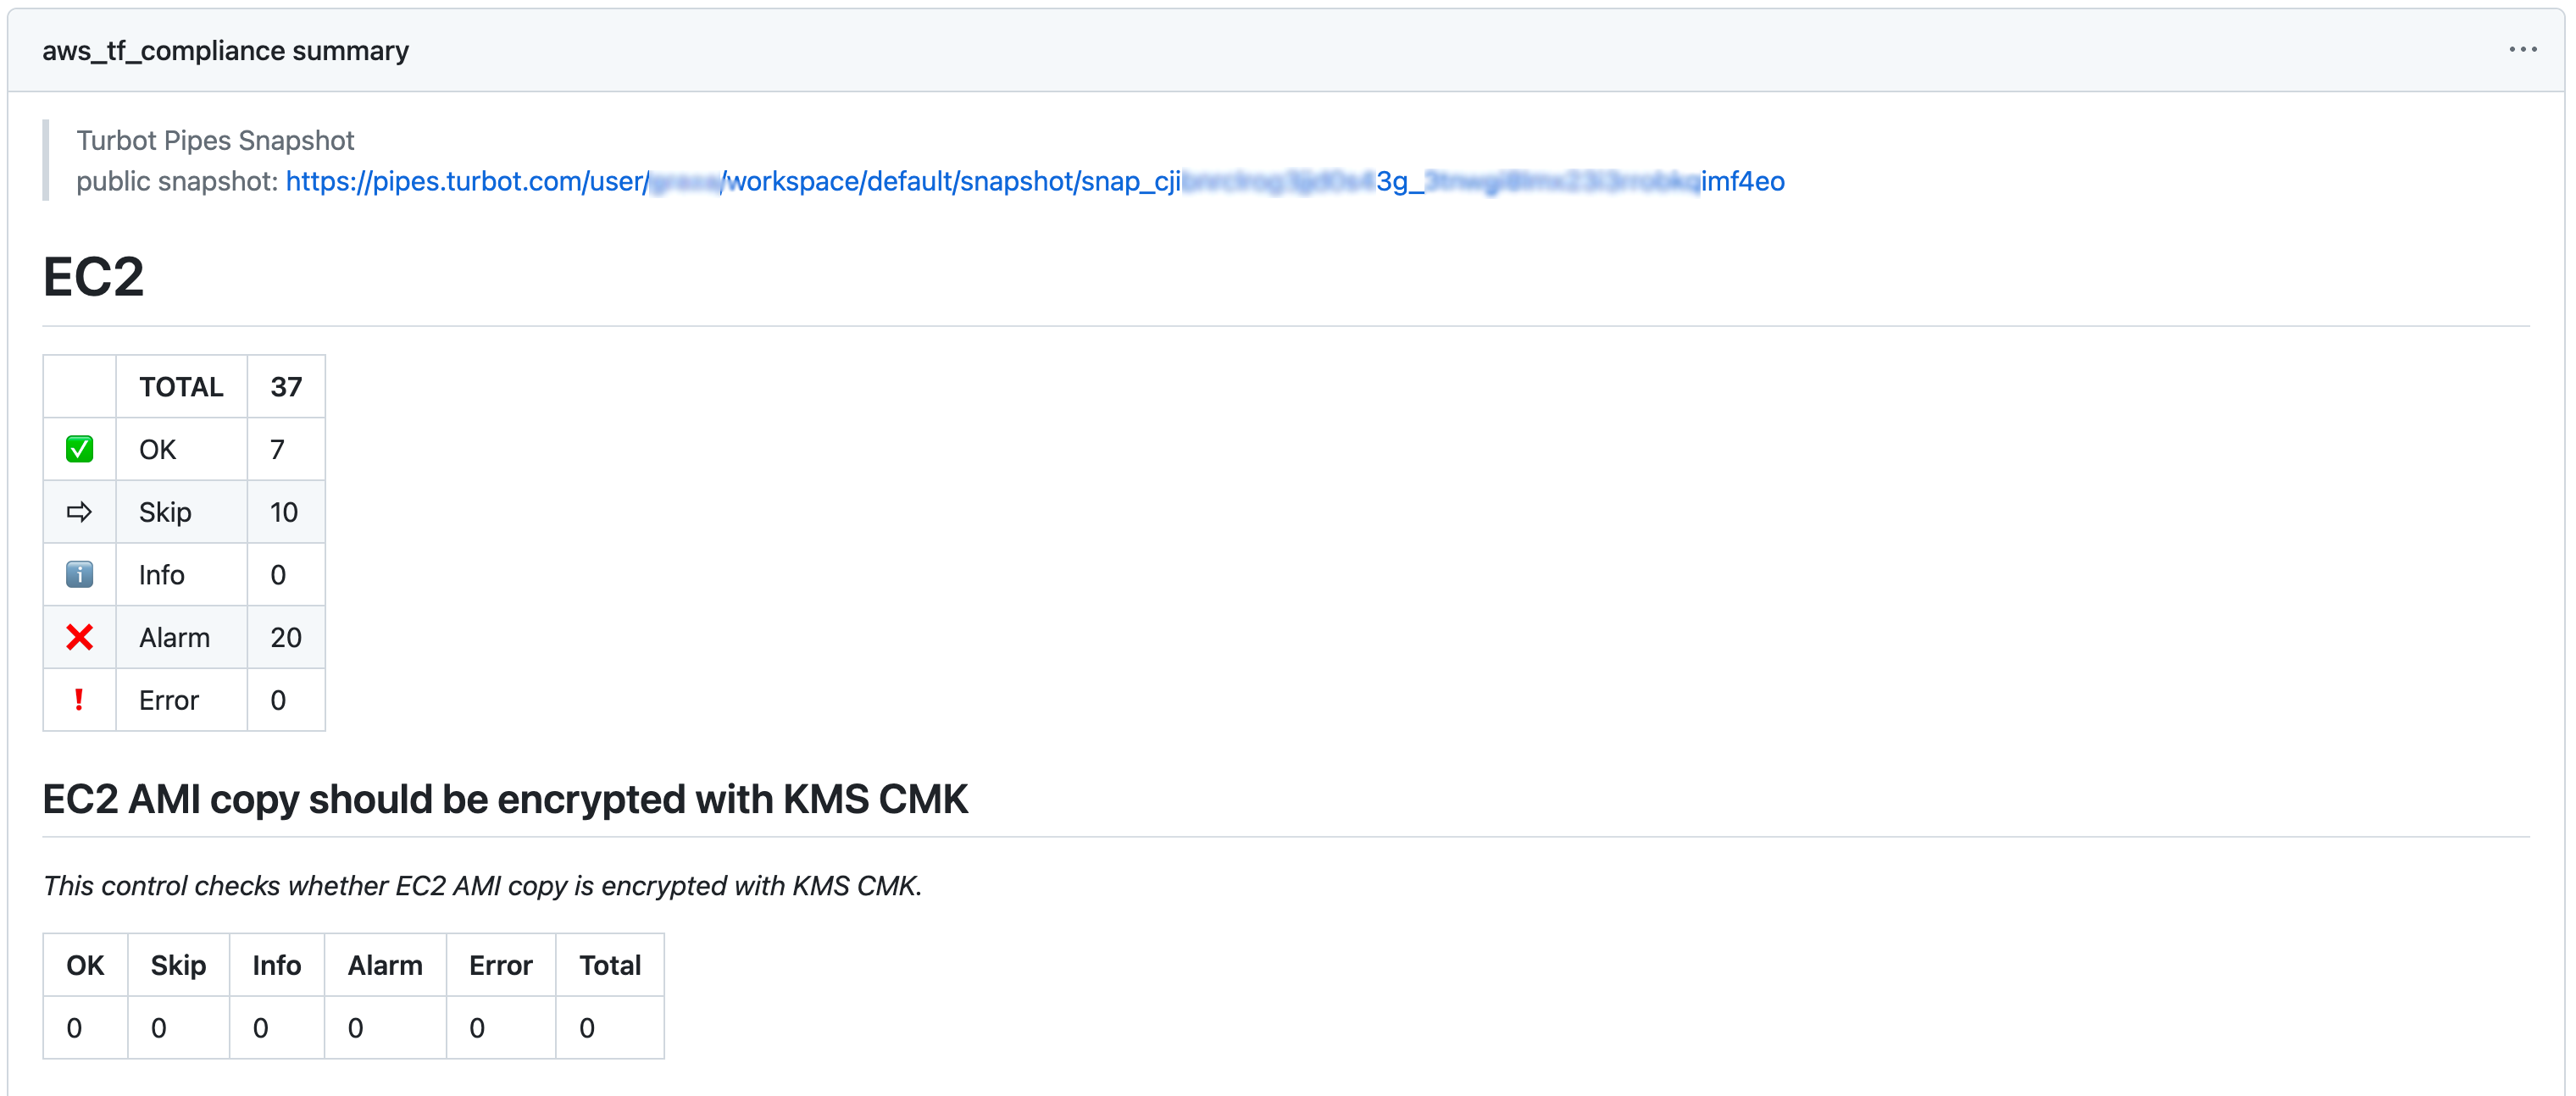 aws_tf_compliance summary
Turbot Pipes Snapshot
public snapshot: https://pipes.turbot.com/user/ /workspace/default/snapshot/snap_cji 3g_ imf4eo
EC2
TOTAL 37
OK 7
Skip 10
Info 0
Alarm 20
Error 0
EC2 AMI copy should be encrypted with KMS CMK
This control checks whether EC2 AMI copy is encrypted with KMS CMK.
OK Skip Info Alarm Error Total
0 0 0 0 0 0